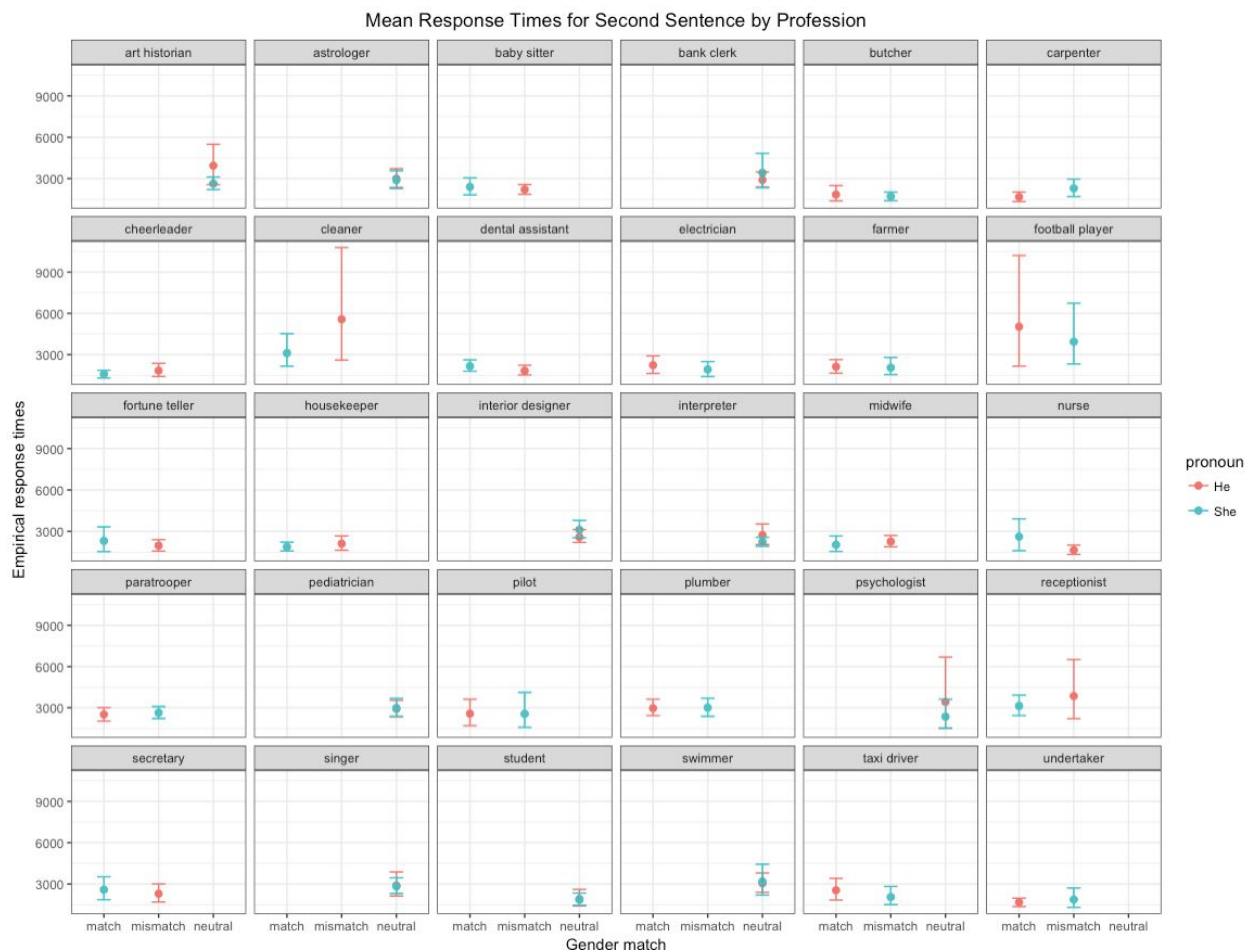 Mean Response Times for Second Sentence by Profession
art historian astrologer baby sitter bank clerk butcher carpenter
9000
6000
3000
cheerleader cleaner dental assistant electrician farmer football player
9000
6000
3000
fortune teller housekeeper interior designer interpreter midwife nurse
9000
6000
3000
paratrooper pediatrician pilot plumber psychologist receptionist
9000
6000
3000
secretary singer student swimmer taxi driver undertaker
9000
6000
3000
match mismatch neutral match mismatch neutral match mismatch neutral match mismatch neutral match mismatch neutral match mismatch neutral
Gender match
Empirical response times
pronoun
He
She